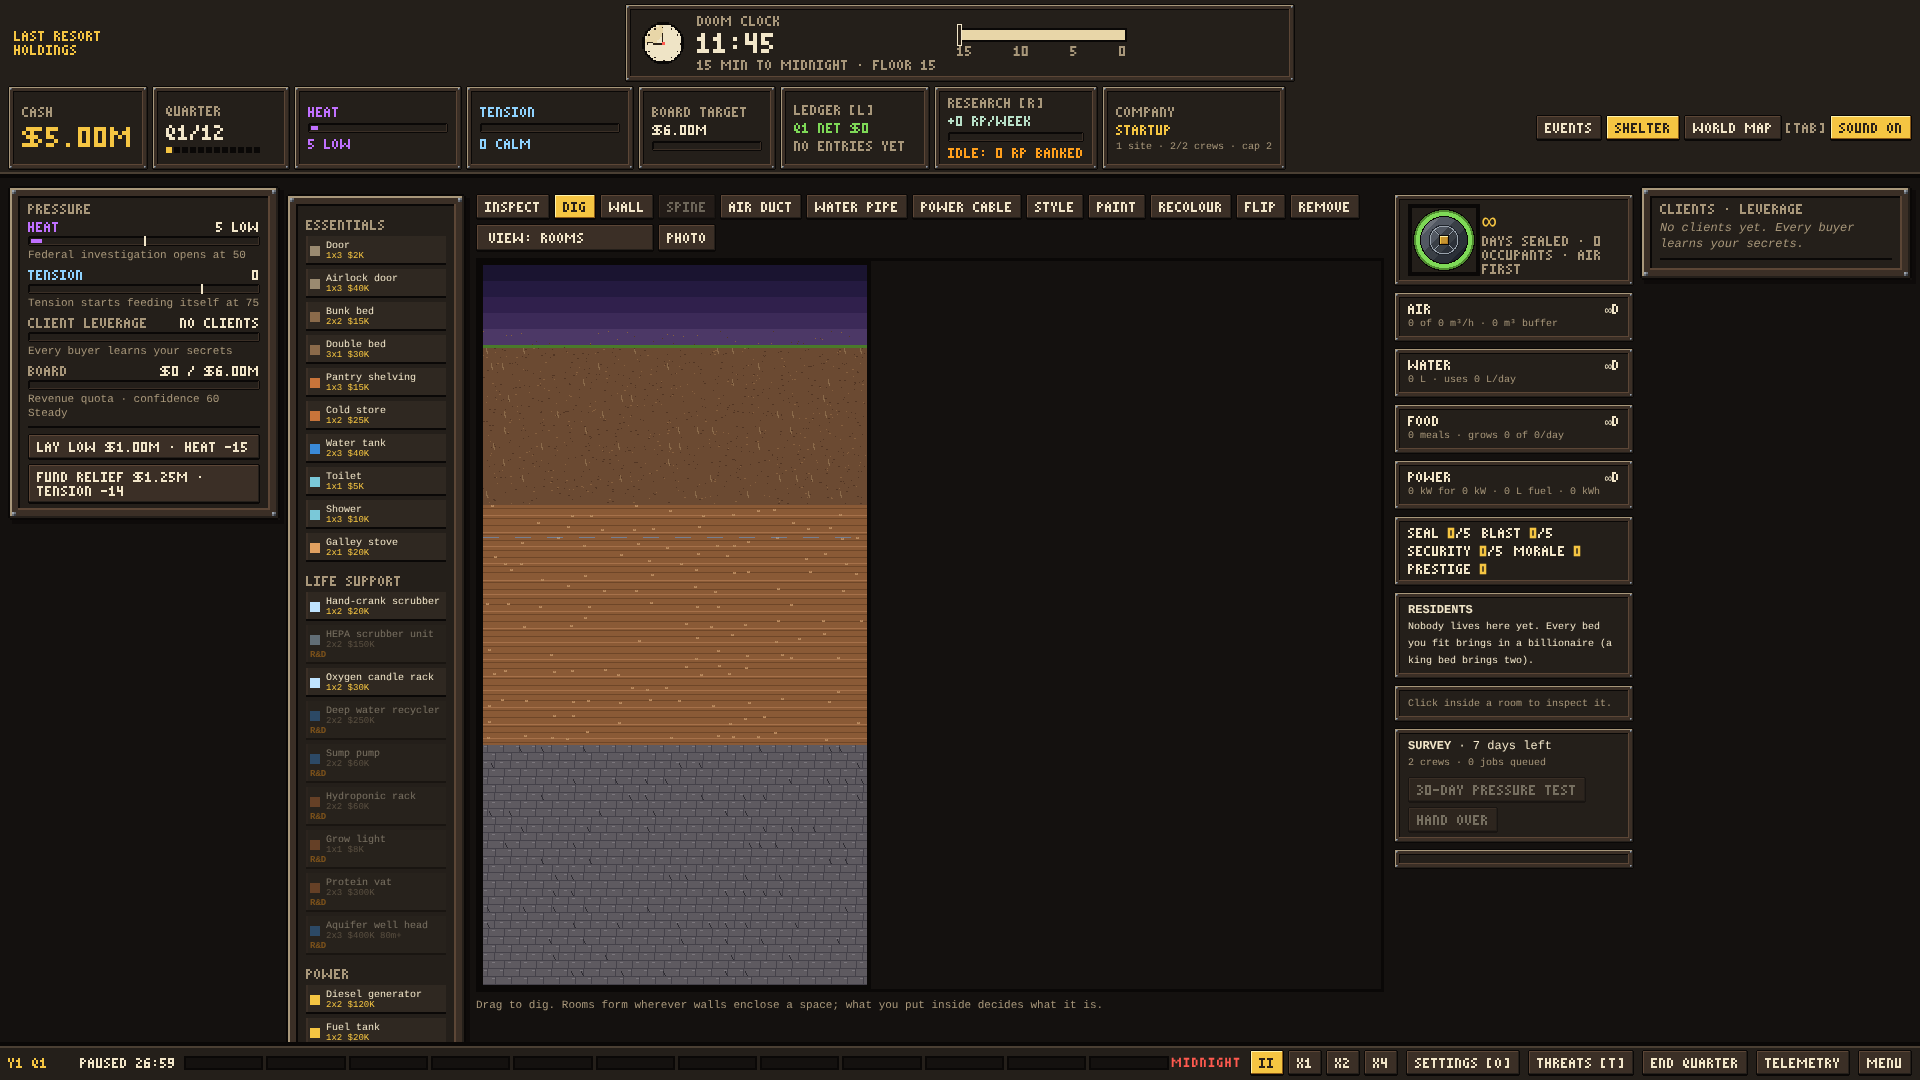 LAST RESORT
HOLDINGS
DOOM CLOCK
11:45
15 MIN TO MIDNIGHT · FLOOR 15
15 10 5 0
CASH
$5.00M
QUARTER
Q1/12
HEAT
5 LOW
TENSION
0 CALM
BOARD TARGET
$6.00M
LEDGER [L]
Q1 NET $0
NO ENTRIES YET
RESEARCH [R]
+0 RP/WEEK
IDLE: 0 RP BANKED
COMPANY
STARTUP
1 site · 2/2 crews · cap 2
EVENTS
SHELTER
WORLD MAP
[TAB]
SOUND ON
PRESSURE
HEAT 5 LOW
Federal investigation opens at 50
TENSION 0
Tension starts feeding itself at 75
CLIENT LEVERAGE NO CLIENTS
Every buyer learns your secrets
BOARD $0 / $6.00M
Revenue quota · confidence 60
Steady
LAY LOW $1.00M · HEAT -15
FUND RELIEF $1.25M ·
TENSION -14
ESSENTIALS
Door
1x3 $2K
Airlock door
1x3 $40K
Bunk bed
2x2 $15K
Double bed
3x1 $30K
Pantry shelving
1x3 $15K
Cold store
1x2 $25K
Water tank
2x3 $40K
Toilet
1x1 $5K
Shower
1x3 $10K
Galley stove
2x1 $20K
LIFE SUPPORT
Hand-crank scrubber
1x2 $20K
HEPA scrubber unit
2x2 $150K
R&D
Oxygen candle rack
1x2 $30K
Deep water recycler
2x2 $250K
R&D
Sump pump
2x2 $60K
R&D
Hydroponic rack
2x2 $60K
R&D
Grow light
1x1 $8K
R&D
Protein vat
2x3 $300K
R&D
Aquifer well head
2x3 $400K 80m+
R&D
POWER
Diesel generator
2x2 $120K
Fuel tank
1x2 $20K
INSPECT
DIG
WALL
SPINE
AIR DUCT
WATER PIPE
POWER CABLE
STYLE
PAINT
RECOLOUR
FLIP
REMOVE
VIEW: ROOMS
PHOTO
Drag to dig. Rooms form wherever walls enclose a space; what you put inside decides what it is.
∞
DAYS SEALED · 0
OCCUPANTS · AIR
FIRST
AIR ∞D
0 of 0 m³/h · 0 m³ buffer
WATER ∞D
0 L · uses 0 L/day
FOOD ∞D
0 meals · grows 0 of 0/day
POWER ∞D
0 kW for 0 kW · 0 L fuel · 0 kWh
SEAL 0/5 BLAST 0/5
SECURITY 0/5 MORALE 0
PRESTIGE 0
RESIDENTS
Nobody lives here yet. Every bed
you fit brings in a billionaire (a
king bed brings two).
Click inside a room to inspect it.
SURVEY · 7 days left
2 crews · 0 jobs queued
30-DAY PRESSURE TEST
HAND OVER
CLIENTS · LEVERAGE
No clients yet. Every buyer
learns your secrets.
Y1 Q1
PAUSED 26:59
MIDNIGHT
II
X1
X2
X4
SETTINGS [O]
THREATS [T]
END QUARTER
TELEMETRY
MENU